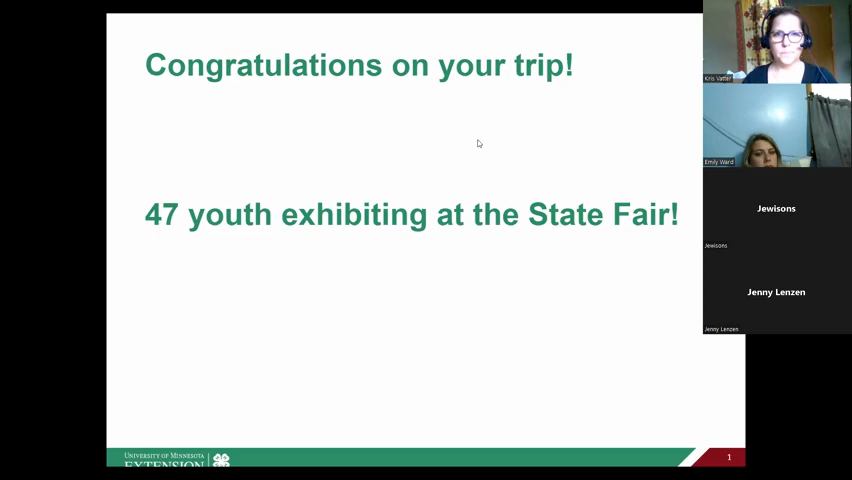 Congratulations on your trip!
47 youth exhibiting at the State Fair!
UNIVERSITY OF MINNESOTA
EXTENSION
1
Kris Vatter
Emily Ward
Jewisons
Jewisons
Jenny Lenzen
Jenny Lenzen